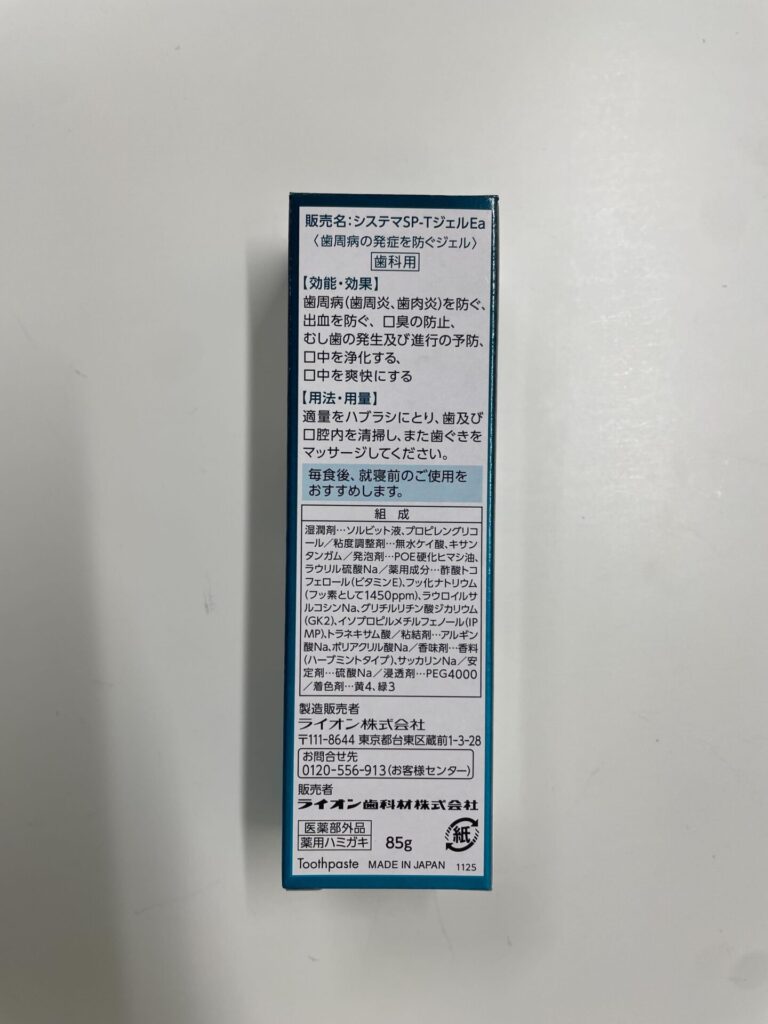 販売名:システマSP-TジェルEa
〈歯周病の発症を防ぐジェル〉
歯科用
【効能・効果】
歯周病(歯周炎、歯肉炎)を防ぐ、
出血を防ぐ、口臭の防止、
むし歯の発生及び進行の予防、
口中を浄化する、
口中を爽快にする
【用法・用量】
適量をハブラシにとり、歯及び
口腔内を清掃し、また歯ぐきを
マッサージしてください。
毎食後、就寝前のご使用を
おすすめします。
組成
湿潤剤…ソルビット液、プロピレングリコ
ール/粘度調整剤…無水ケイ酸、キサン
タンガム/発泡剤…POE硬化ヒマシ油、
ラウリル硫酸Na/薬用成分…酢酸トコ
フェロール(ビタミンE)、フッ化ナトリウム
(フッ素として1450ppm)、ラウロイルサ
ルコシンNa、グリチルリチン酸ジカリウム
(GK2)、イソプロピルメチルフェノール(IP
MP)、トラネキサム酸/粘結剤…アルギン
酸Na、ポリアクリル酸Na/香味剤…香料
(ハーブミントタイプ)、サッカリンNa/安
定剤…硫酸Na/浸透剤…PEG4000
/着色剤…黄4、緑3
製造販売者
ライオン株式会社
〒111-8644 東京都台東区蔵前1-3-28
お問合せ先
0120-556-913(お客様センター)
販売者
ライオン歯科材株式会社
医薬部外品
薬用ハミガキ 85g 紙
Toothpaste MADE IN JAPAN 1125